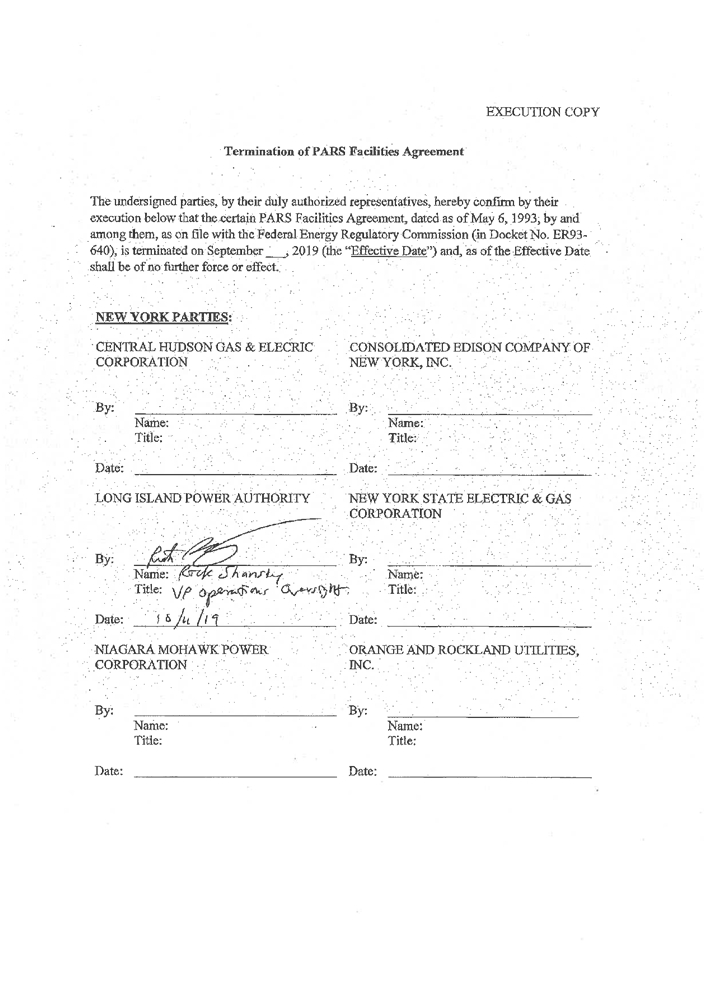 EXECUTION COPY
Termination of PARS Facilities Agreement
The undersigned parties, by their duly authorized representatives, hereby confirm by their
execution below that the certain PARS Facilities Agreement, dated as of May 6, 1993, by and
among them, as on file with the Federal Energy Regulatory Commission (in Docket No. ER93-
640), is terminated on September ___, 2019 (the “Effective Date”) and, as of the Effective Date
shall be of no further force or effect.
NEW YORK PARTIES:
CENTRAL HUDSON GAS & ELECRIC
CORPORATION
By:
Name:
Title:
Date:
CONSOLIDATED EDISON COMPANY OF
NEW YORK, INC.
By:
Name:
Title:
Date:
LONG ISLAND POWER AUTHORITY
By:
Name: Rick Shansky
Title: VP Operations Oversight
Date:
NEW YORK STATE ELECTRIC & GAS
CORPORATION
By:
Name:
Title:
Date:
NIAGARA MOHAWK POWER
CORPORATION
By:
Name:
Title:
Date:
ORANGE AND ROCKLAND UTILITIES,
INC.
By:
Name:
Title:
Date: